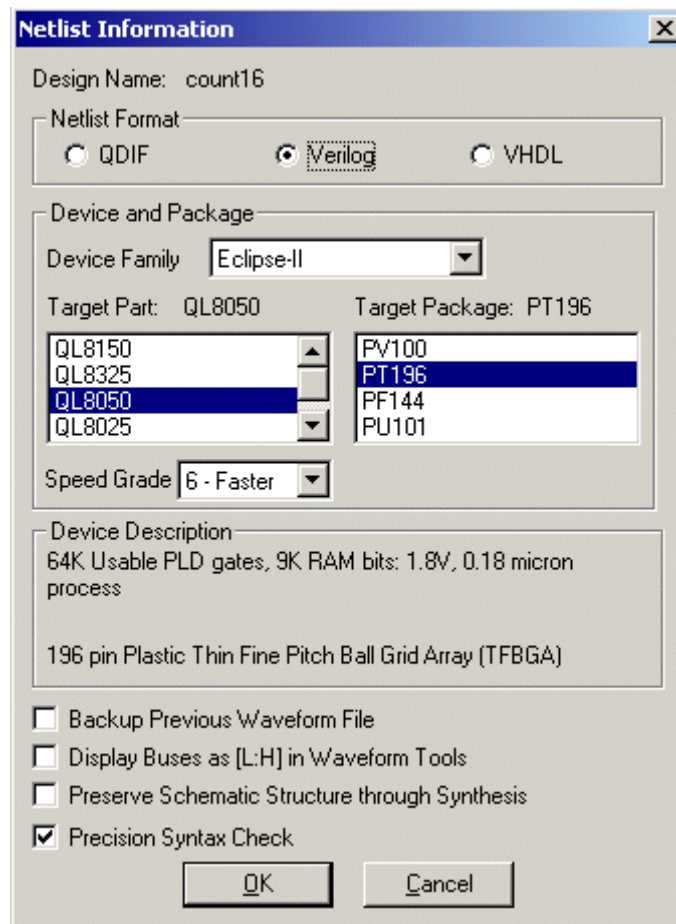 Netlist Information
Design Name: count16
Netlist Format
QDIF Verilog VHDL
Device and Package
Device Family Eclipse-II
Target Part: QL8050 Target Package: PT196
QL8150 PV100
QL8325 PT196
QL8050 PF144
QL8025 PU101
Speed Grade 6 - Faster
Device Description
64K Usable PLD gates, 9K RAM bits: 1.8V, 0.18 micron
process
196 pin Plastic Thin Fine Pitch Ball Grid Array (TFBGA)
Backup Previous Waveform File
Display Buses as [L:H] in Waveform Tools
Preserve Schematic Structure through Synthesis
Precision Syntax Check
OK Cancel